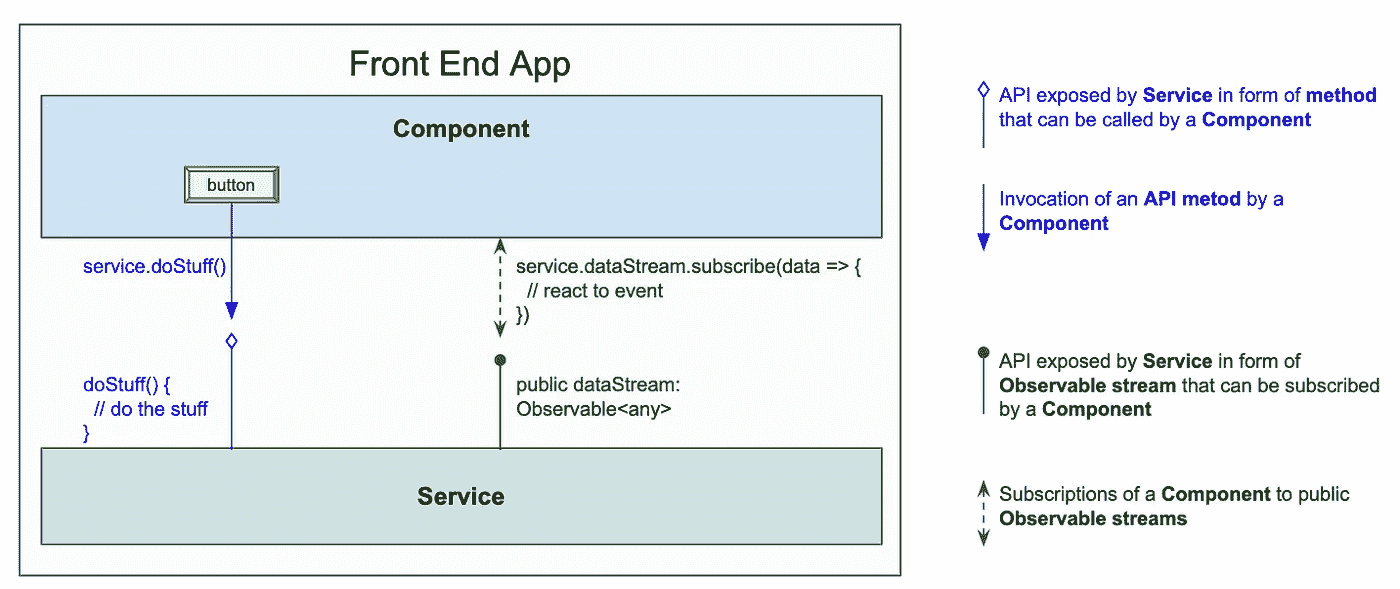 Front End App
Component
button
service.doStuff()
service.dataStream.subscribe(data => {
// react to event
})
doStuff() {
// do the stuff
}
public dataStream:
Observable<any>
Service
API exposed by Service in form of method
that can be called by a Component
Invocation of an API metod by a
Component
API exposed by Service in form of
Observable stream that can be subscribed
by a Component
Subscriptions of a Component to public
Observable streams